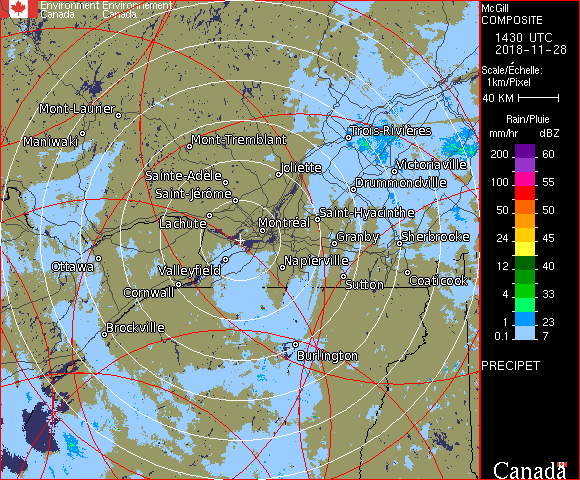 Environment Environnement
Canada Canada
McGill
COMPOSITE
1430 UTC
2018-11-28
Scale/Échelle:
1km/Pixel
40 KM
Rain/Pluie
mm/hr dBZ
200 60
100 55
50 50
24 45
12 40
4 33
1 23
0.1 7
PRECIPET
Canada
Mont-Laurier
Maniwaki
Mont-Tremblant
Trois-Rivières
Sainte-Adèle
Joliette
Victoriaville
Saint-Jérôme
Drummondville
Lachute
Montréal
Saint-Hyacinthe
Granby
Sherbrooke
Ottawa
Valleyfield
Napierville
Cornwall
Sutton
Coaticook
Brockville
Burlington